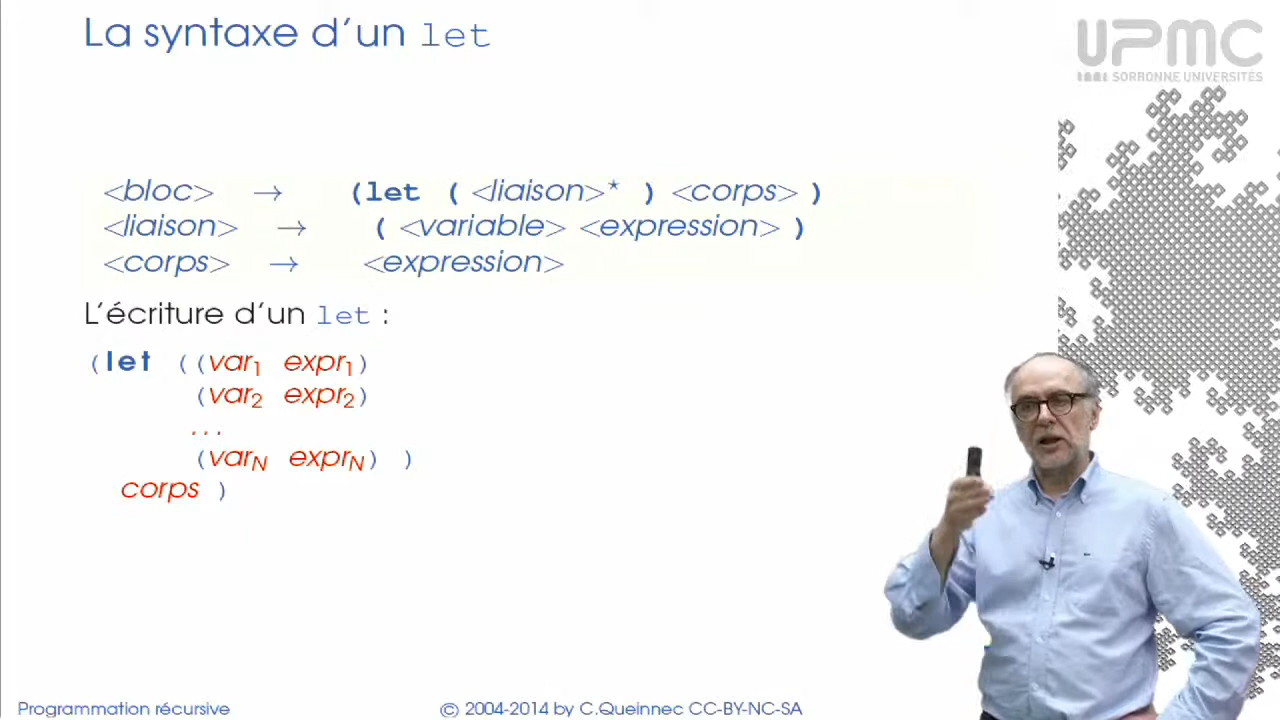 La syntaxe d'un let
UPMC
SORBONNE UNIVERSITÉS
<bloc> → (let ( <liaison>* ) <corps> )
<liaison> → ( <variable> <expression> )
<corps> → <expression>
L'écriture d'un let :
(let ((var1 expr1)
(var2 expr2)
...
(varN exprN) )
corps )
Programmation récursive
© 2004-2014 by C.Queinnec CC-BY-NC-SA